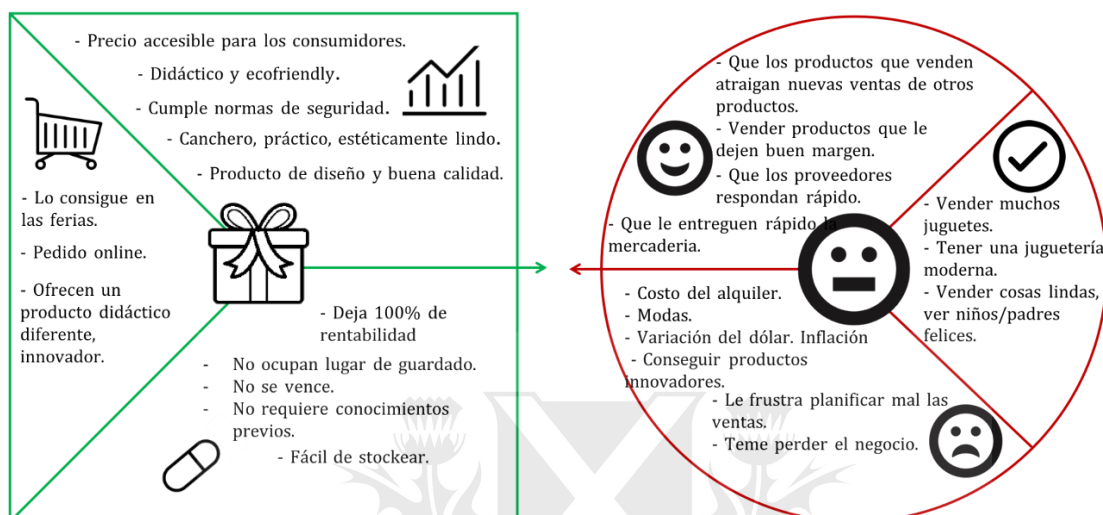 - Precio accesible para los consumidores.
- Didáctico y ecofriendly.
- Cumple normas de seguridad.
- Canchero, práctico, estéticamente lindo.
- Producto de diseño y buena calidad.
- Lo consigue en
las ferias.
- Pedido online.
- Ofrecen un
producto didáctico
diferente,
innovador.
- Deja 100% de
rentabilidad
- No ocupan lugar de guardado.
- No se vence.
- No requiere conocimientos
previos.
- Fácil de stockear.
- Que los productos que venden
atraigan nuevas ventas de otros
productos.
- Vender productos que le
dejen buen margen.
- Que los proveedores
respondan rápido.
- Que le entreguen rápido la
mercaderia.
- Vender muchos
juguetes.
- Tener una juguetería
moderna.
- Vender cosas lindas,
ver niños/padres
felices.
- Costo del alquiler.
- Modas.
- Variación del dólar. Inflación
- Conseguir productos
innovadores.
- Le frustra planificar mal las
ventas.
- Teme perder el negocio.